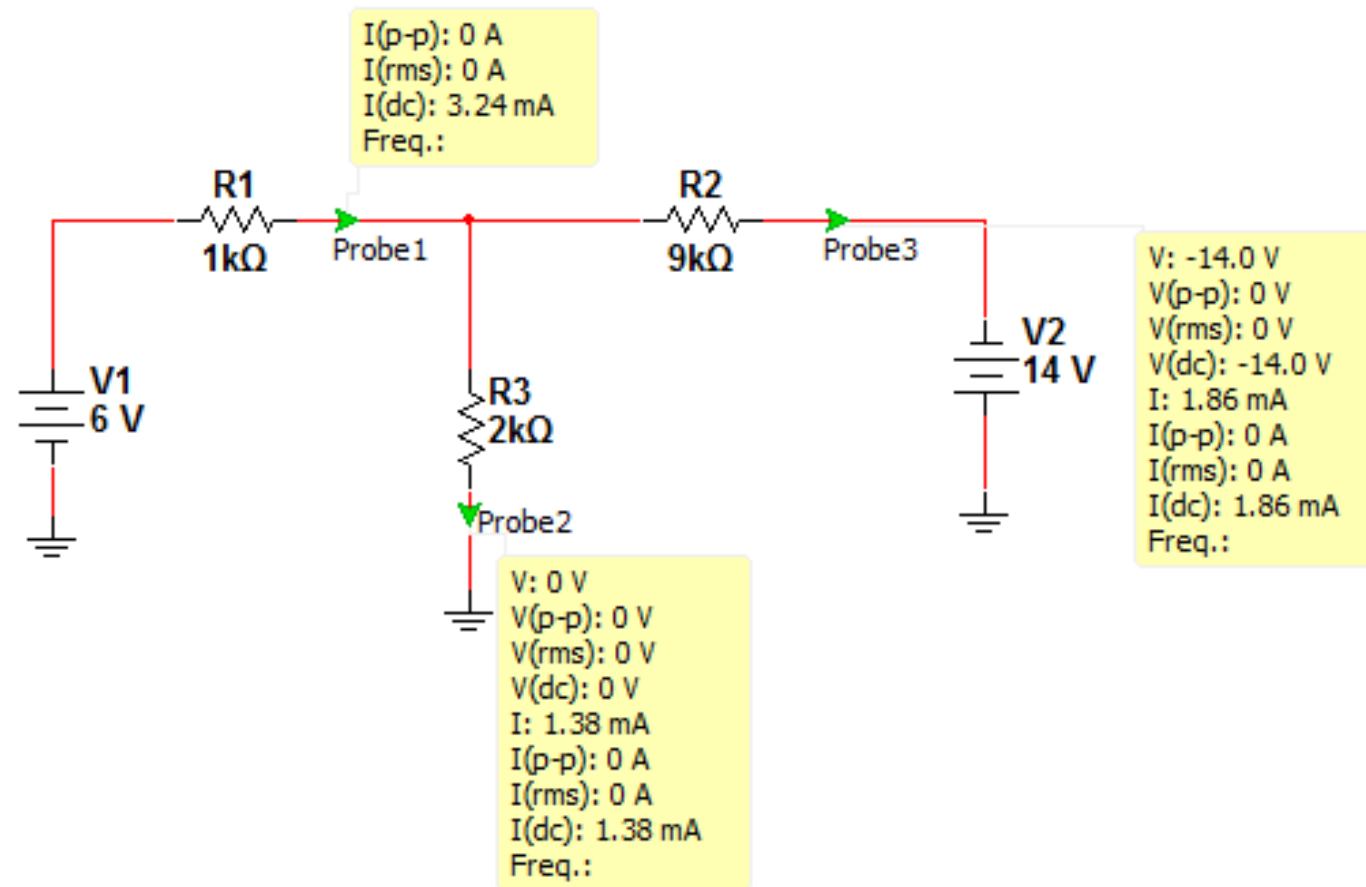 I(p-p): 0 A
I(rms): 0 A
I(dc): 3.24 mA
Freq.:
R1
1kΩ
Probe1
R2
9kΩ
Probe3
V: -14.0 V
V(p-p): 0 V
V(rms): 0 V
V(dc): -14.0 V
I: 1.86 mA
I(p-p): 0 A
I(rms): 0 A
I(dc): 1.86 mA
Freq.:
V1
6 V
R3
2kΩ
V2
14 V
Probe2
V: 0 V
V(p-p): 0 V
V(rms): 0 V
V(dc): 0 V
I: 1.38 mA
I(p-p): 0 A
I(rms): 0 A
I(dc): 1.38 mA
Freq.: